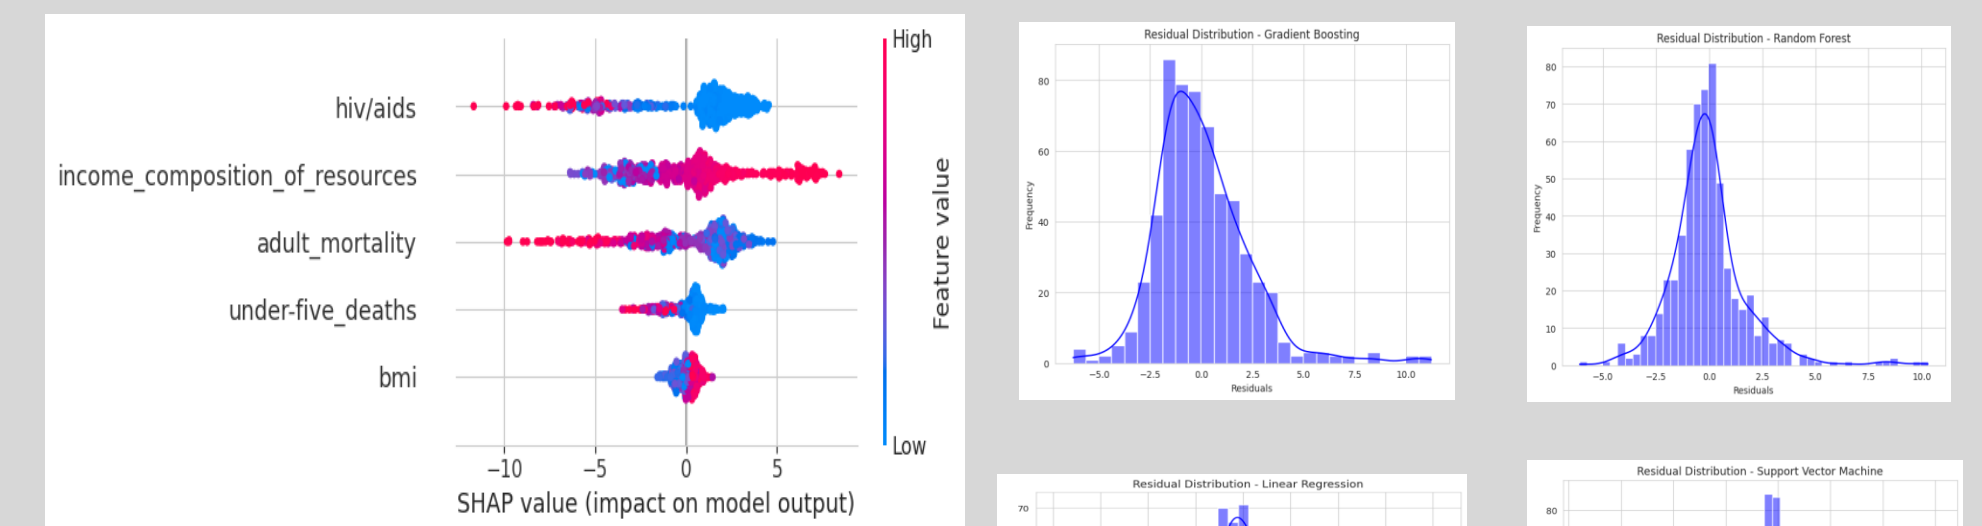 High
hiv/aids
income_composition_of_resources
adult_mortality
under-five_deaths
bmi
Low
Feature value
−10 −5 0 5
SHAP value (impact on model output)
Residual Distribution - Gradient Boosting
80
60
40
20
0
Frequency
−5.0 −2.5 0.0 2.5 5.0 7.5 10.0
Residuals
Residual Distribution - Random Forest
80
70
60
50
40
30
20
10
0
Frequency
−5.0 −2.5 0.0 2.5 5.0 7.5 10.0
Residuals
Residual Distribution - Linear Regression
70
Residual Distribution - Support Vector Machine
80